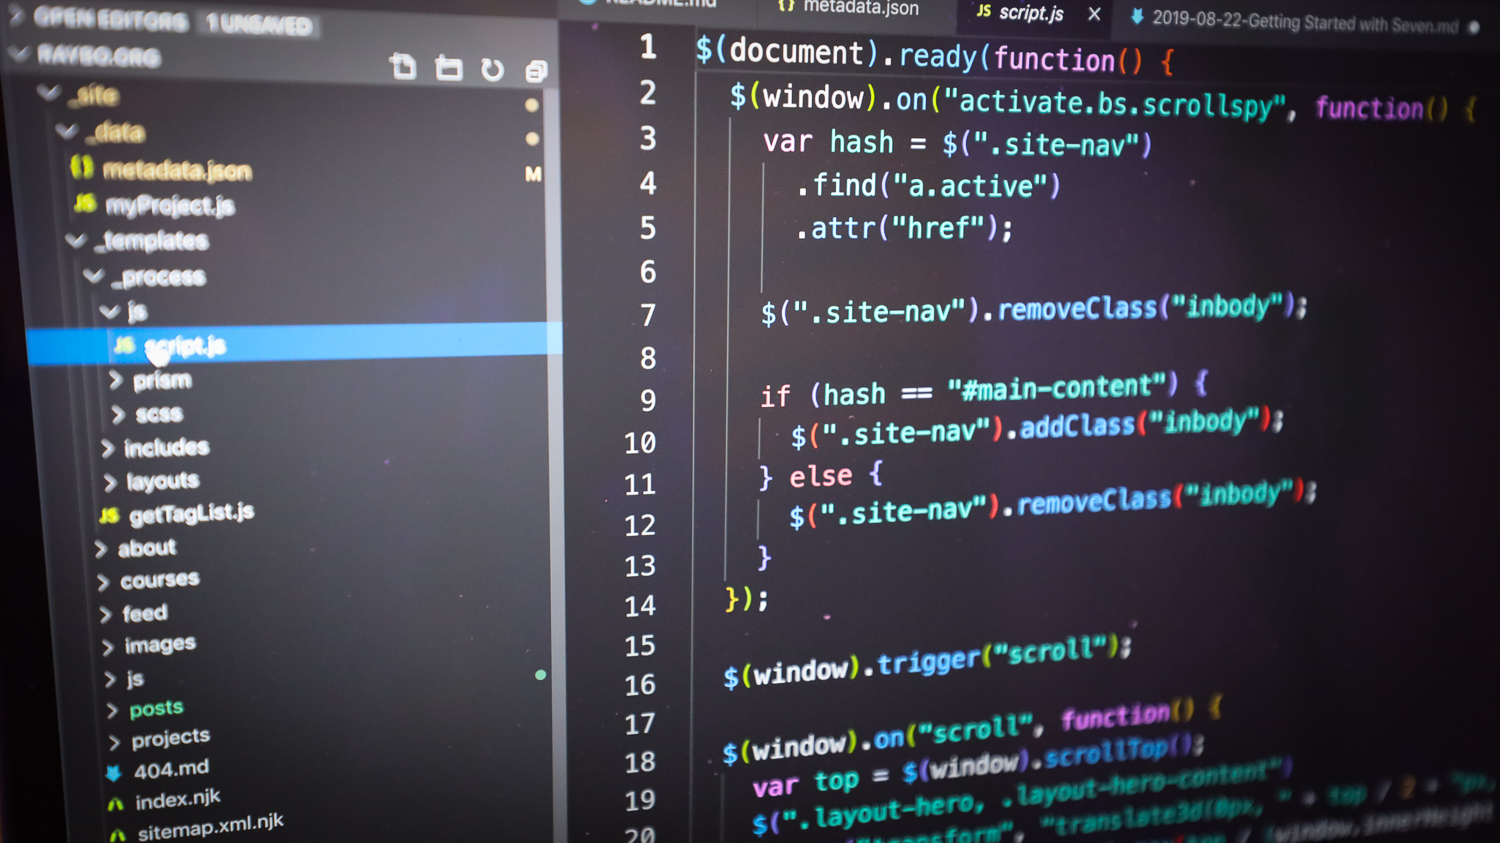 OPEN EDITORS 1 UNSAVED
RAYBO.ORG
_site
_data
metadata.json M
myProject.js
_templates
_process
js
script.js
prism
scss
includes
layouts
getTagList.js
about
courses
feed
images
js
posts
projects
404.md
index.njk
sitemap.xml.njk
README.md metadata.json script.js 2019-08-22-Getting Started with Seven.md
1 $(document).ready(function() {
2 $(window).on("activate.bs.scrollspy", function() {
3 var hash = $(".site-nav")
4 .find("a.active")
5 .attr("href");
6
7 $(".site-nav").removeClass("inbody");
8
9 if (hash == "#main-content") {
10 $(".site-nav").addClass("inbody");
11 } else {
12 $(".site-nav").removeClass("inbody");
13 }
14 });
15
16 $(window).trigger("scroll");
17
18 $(window).on("scroll", function() {
19 var top = $(window).scrollTop();
20 $(".layout-hero, .layout-hero-content")
"transform", "translate3d(0px, " + top /
window.innerHeight